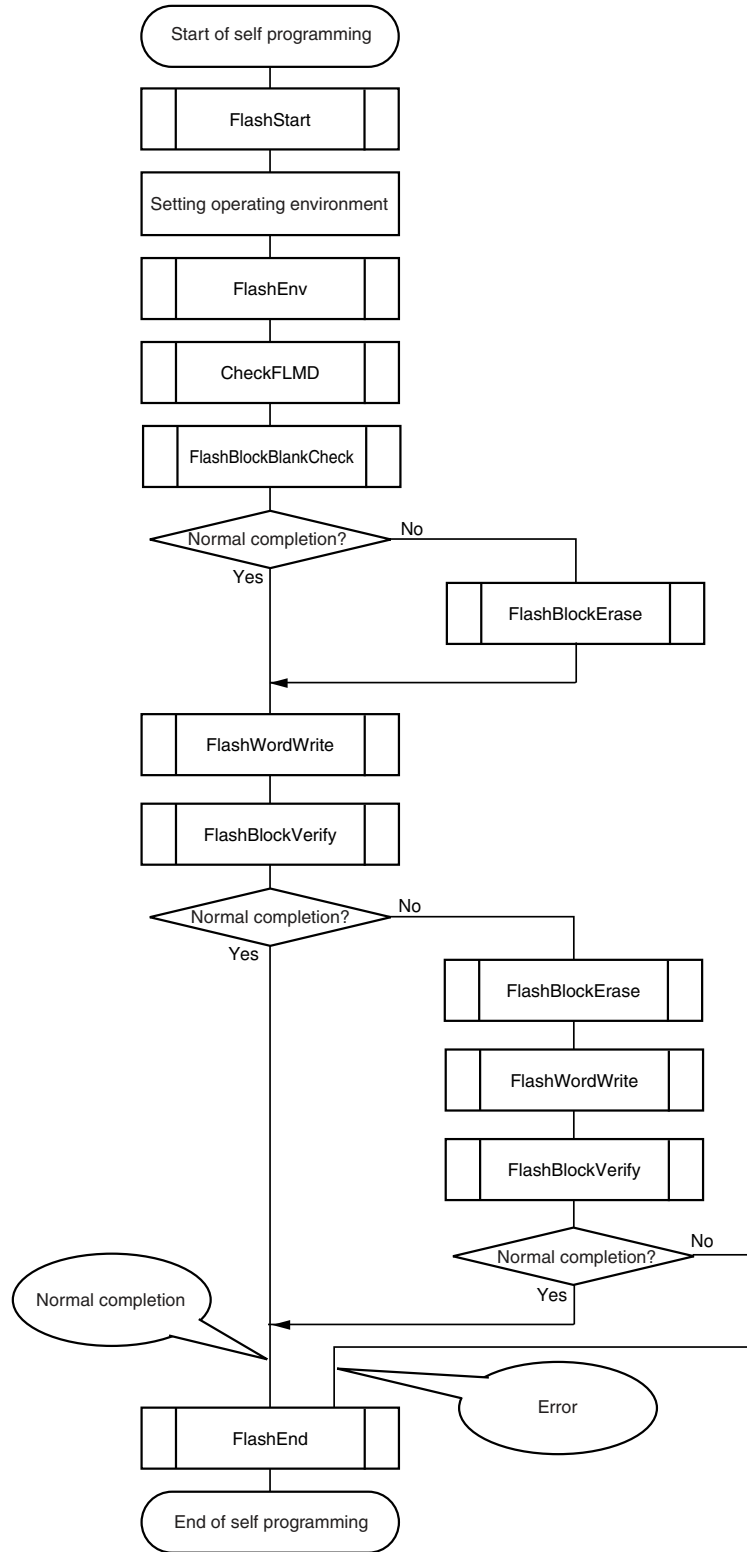 Start of self programming
FlashStart
Setting operating environment
FlashEnv
CheckFLMD
FlashBlockBlankCheck
Normal completion?
No
Yes
FlashBlockErase
FlashWordWrite
FlashBlockVerify
Normal completion?
No
Yes
FlashBlockErase
FlashWordWrite
FlashBlockVerify
Normal completion?
No
Yes
Normal completion
Error
FlashEnd
End of self programming